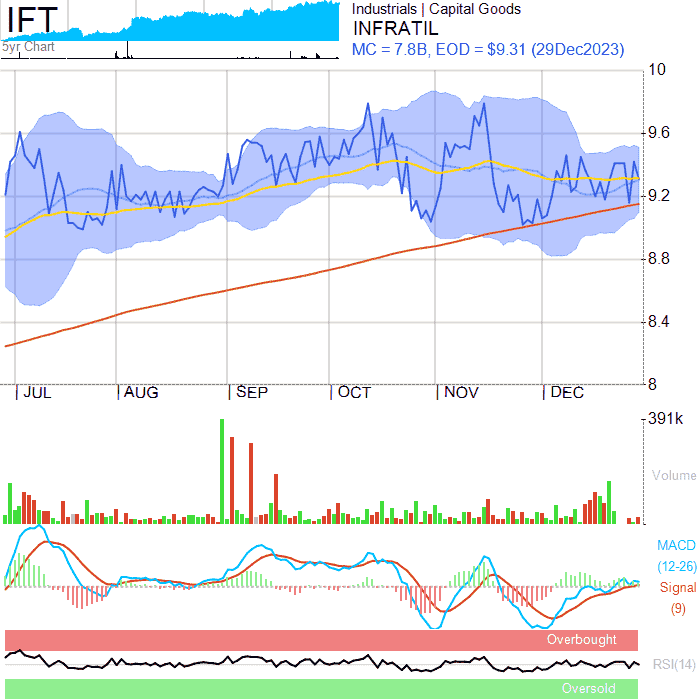 IFT
5yr Chart
Industrials | Capital Goods
INFRATIL
MC = 7.8B, EOD = $9.31 (29Dec2023)
10
9.6
9.2
8.8
8.4
8
JUL AUG SEP OCT NOV DEC
391k
Volume
MACD
(12-26)
Signal
(9)
Overbought
RSI(14)
Oversold